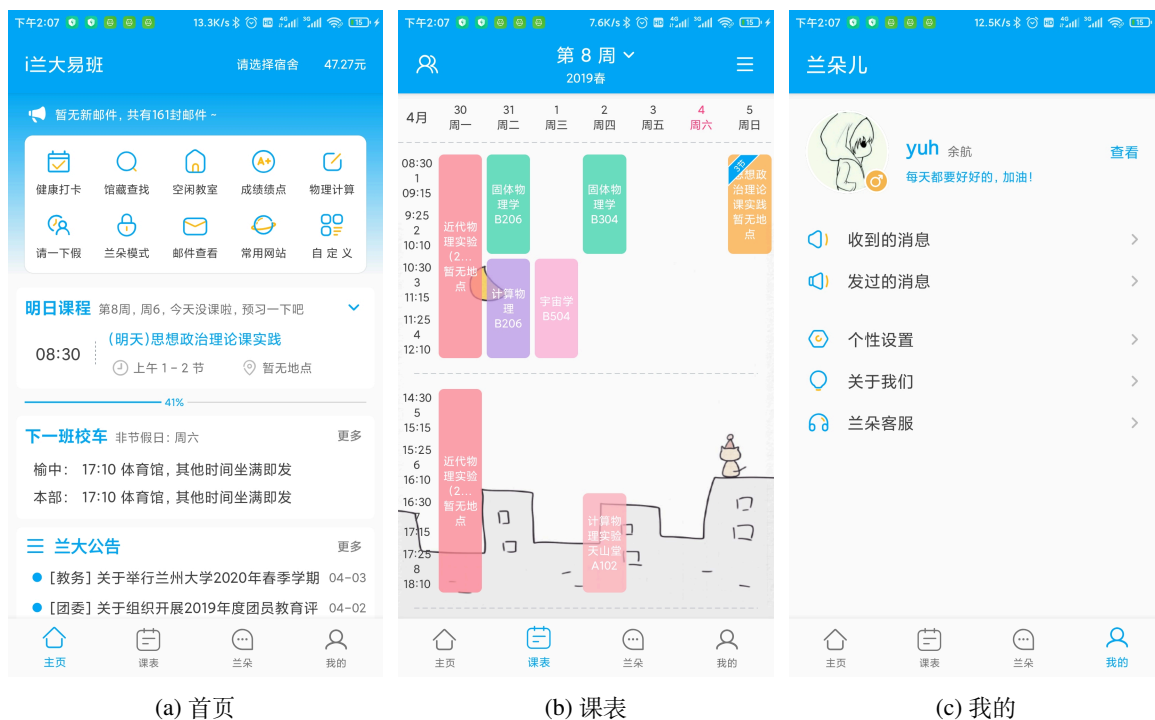 下午2:07 13.3K/s HD 4G 3G 15
i兰大易班 请选择宿舍 47.27元
暂无新邮件, 共有161封邮件 ~
健康打卡 馆藏查找 空闲教室 成绩绩点 物理计算
A+
请一下假 兰朵模式 邮件查看 常用网站 自 定 义
明日课程 第8周, 周6, 今天没课啦, 预习一下吧
(明天)思想政治理论课实践
08:30
上午 1 – 2 节 暂无地点
41%
下一班校车 非节假日: 周六 更多
榆中: 17:10 体育馆, 其他时间坐满即发
本部: 17:10 体育馆, 其他时间坐满即发
兰大公告 更多
[教务] 关于举行兰州大学2020年春季学期 04-03
[团委] 关于组织开展2019年度团员教育评 04-02
主页 课表 兰朵 我的
(a) 首页
下午2:07 7.6K/s HD 4G 3G 15
第 8 周
2019春
4月
30 31 1 2 3 4 5
周一 周二 周三 周四 周五 周六 周日
08:30
1
09:15
9:25
2
10:10
10:30
3
11:15
11:25
4
12:10
14:30
5
15:15
15:25
6
16:10
16:30
7
17:15
17:25
8
18:10
近代物
理实验
(2...
暂无地
点
固体物
理学
B206
固体物
理学
B304
思想政
治理论
课实践
暂无地
点
计算物
理
B206
宇宙学
B504
近代物
理实验
(2...
暂无地
点
计算物
理实验
天山堂
A102
主页 课表 兰朵 我的
(b) 课表
下午2:07 12.5K/s HD 4G 3G 15
兰朵儿
yuh 余航 查看
每天都要好好的, 加油!
收到的消息
发过的消息
个性设置
关于我们
兰朵客服
主页 课表 兰朵 我的
(c) 我的